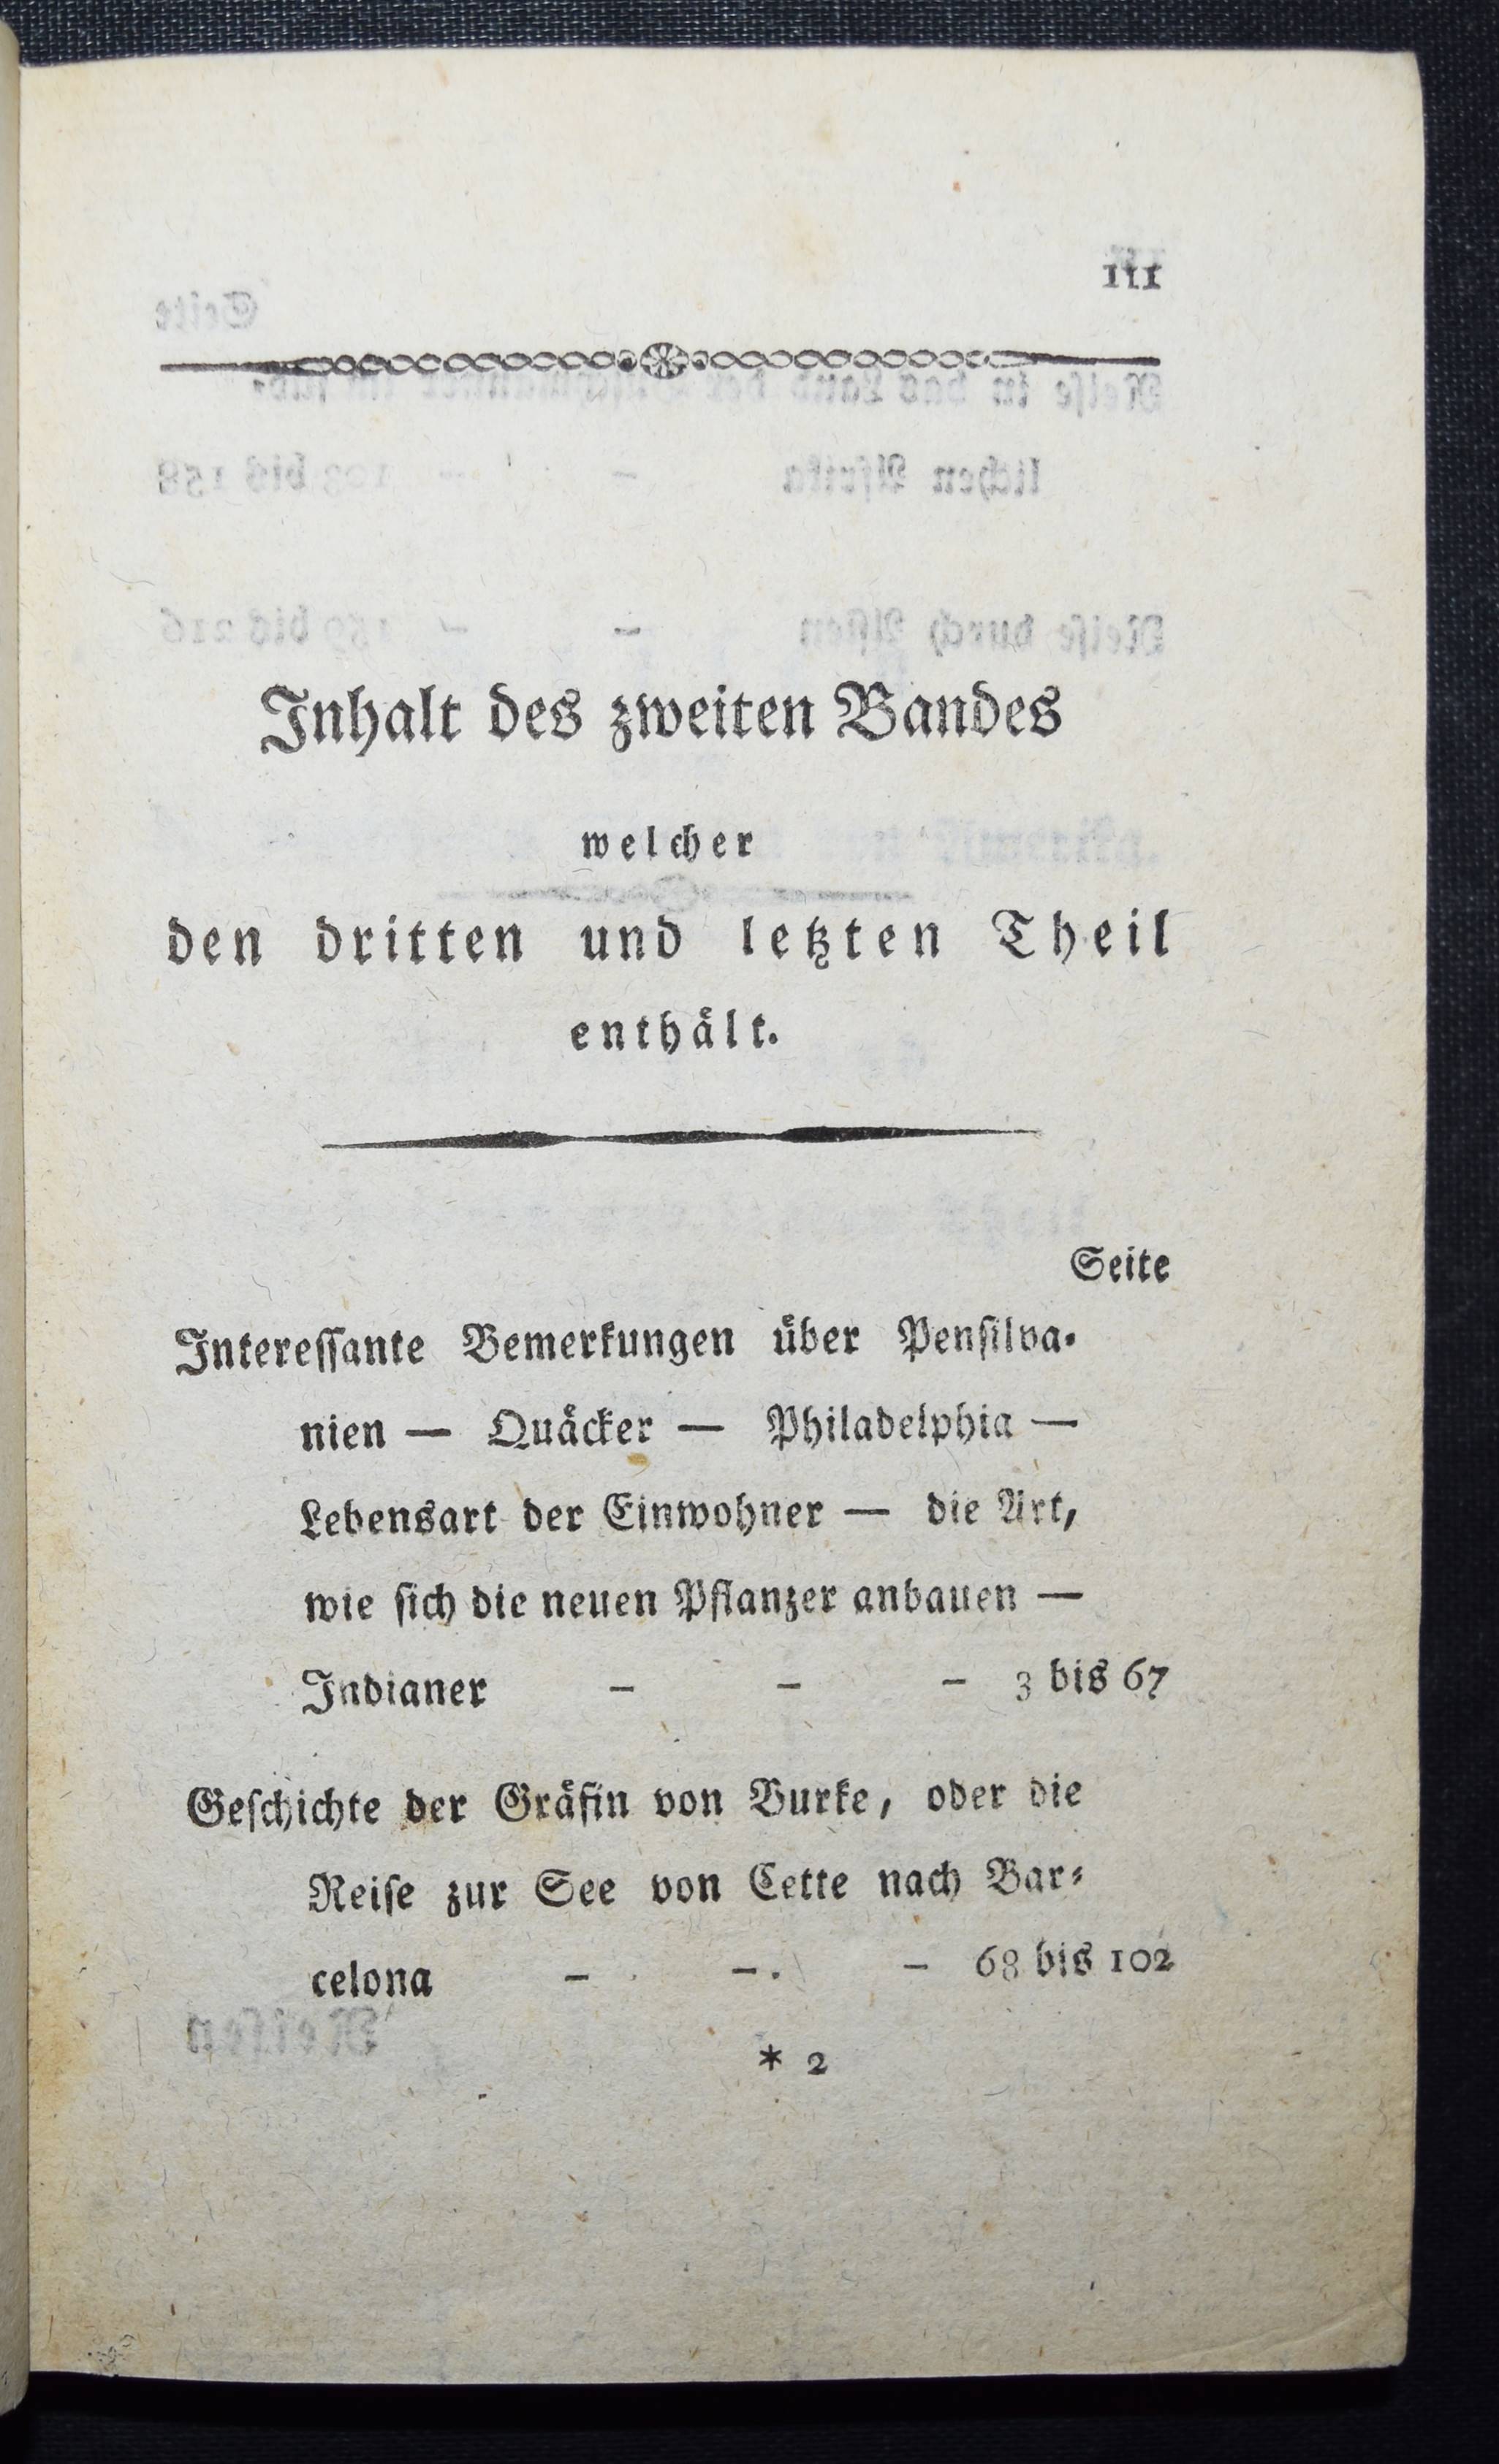 III
Inhalt des zweiten Bandes
welcher
den dritten und letzten Theil
enthält.
Seite
Intereſſante Bemerkungen über Penſilva-
nien — Quäcker — Philadelphia —
Lebensart der Einwohner — die Art,
wie ſich die neuen Pflanzer anbauen —
Indianer - - - 3 bis 67
Geſchichte der Gräfin von Burke, oder die
Reiſe zur See von Cette nach Bar-
celona - - - 68 bis 102
* 2